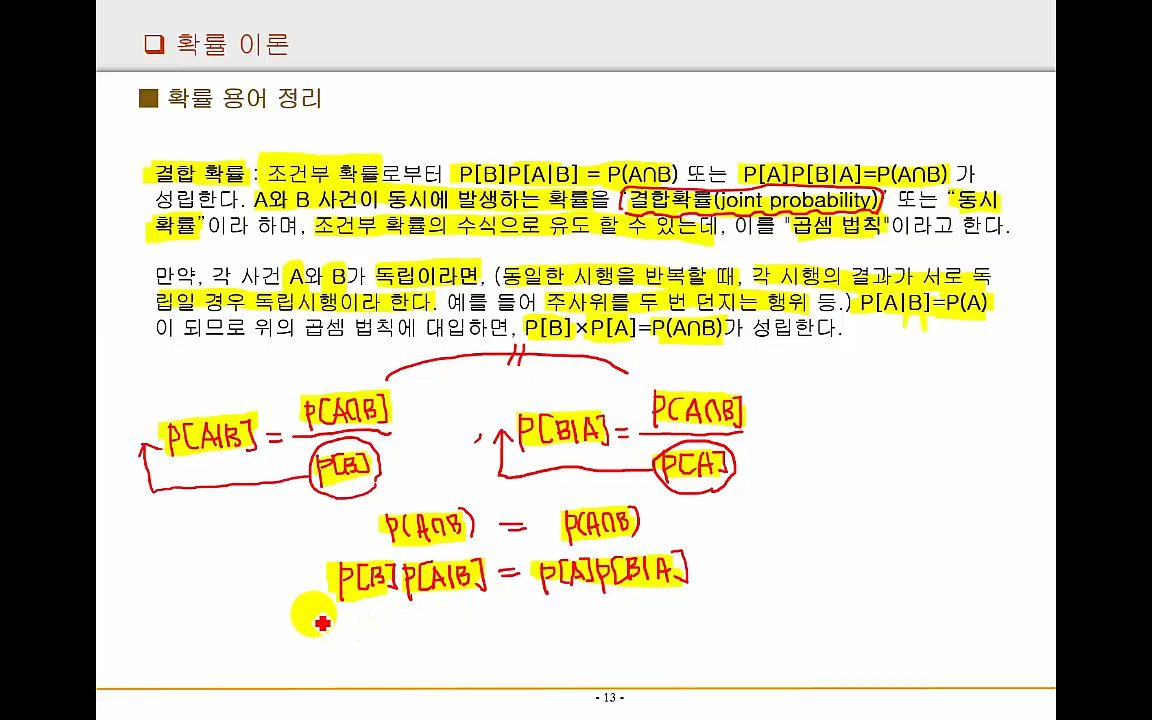 ❑ 확률 이론
■ 확률 용어 정리
결합 확률 : 조건부 확률로부터 P[B]P[A|B] = P(A∩B) 또는 P[A]P[B|A]=P(A∩B) 가
성립한다. A와 B 사건이 동시에 발생하는 확률을 ‘결합확률(joint probability)’ 또는 “동시
확률”이라 하며, 조건부 확률의 수식으로 유도 할 수 있는데, 이를 "곱셈 법칙"이라고 한다.
만약, 각 사건 A와 B가 독립이라면, (동일한 시행을 반복할 때, 각 시행의 결과가 서로 독
립일 경우 독립시행이라 한다. 예를 들어 주사위를 두 번 던지는 행위 등.) P[A|B]=P(A)
이 되므로 위의 곱셈 법칙에 대입하면, P[B]×P[A]=P(A∩B)가 성립한다.
P[A|B] = P[A∩B] / P[B] , P[B|A] = P[A∩B] / P[A]
P(A∩B) = P(A∩B)
P[B]P[A|B] = P[A]P[B|A]
- 13 -